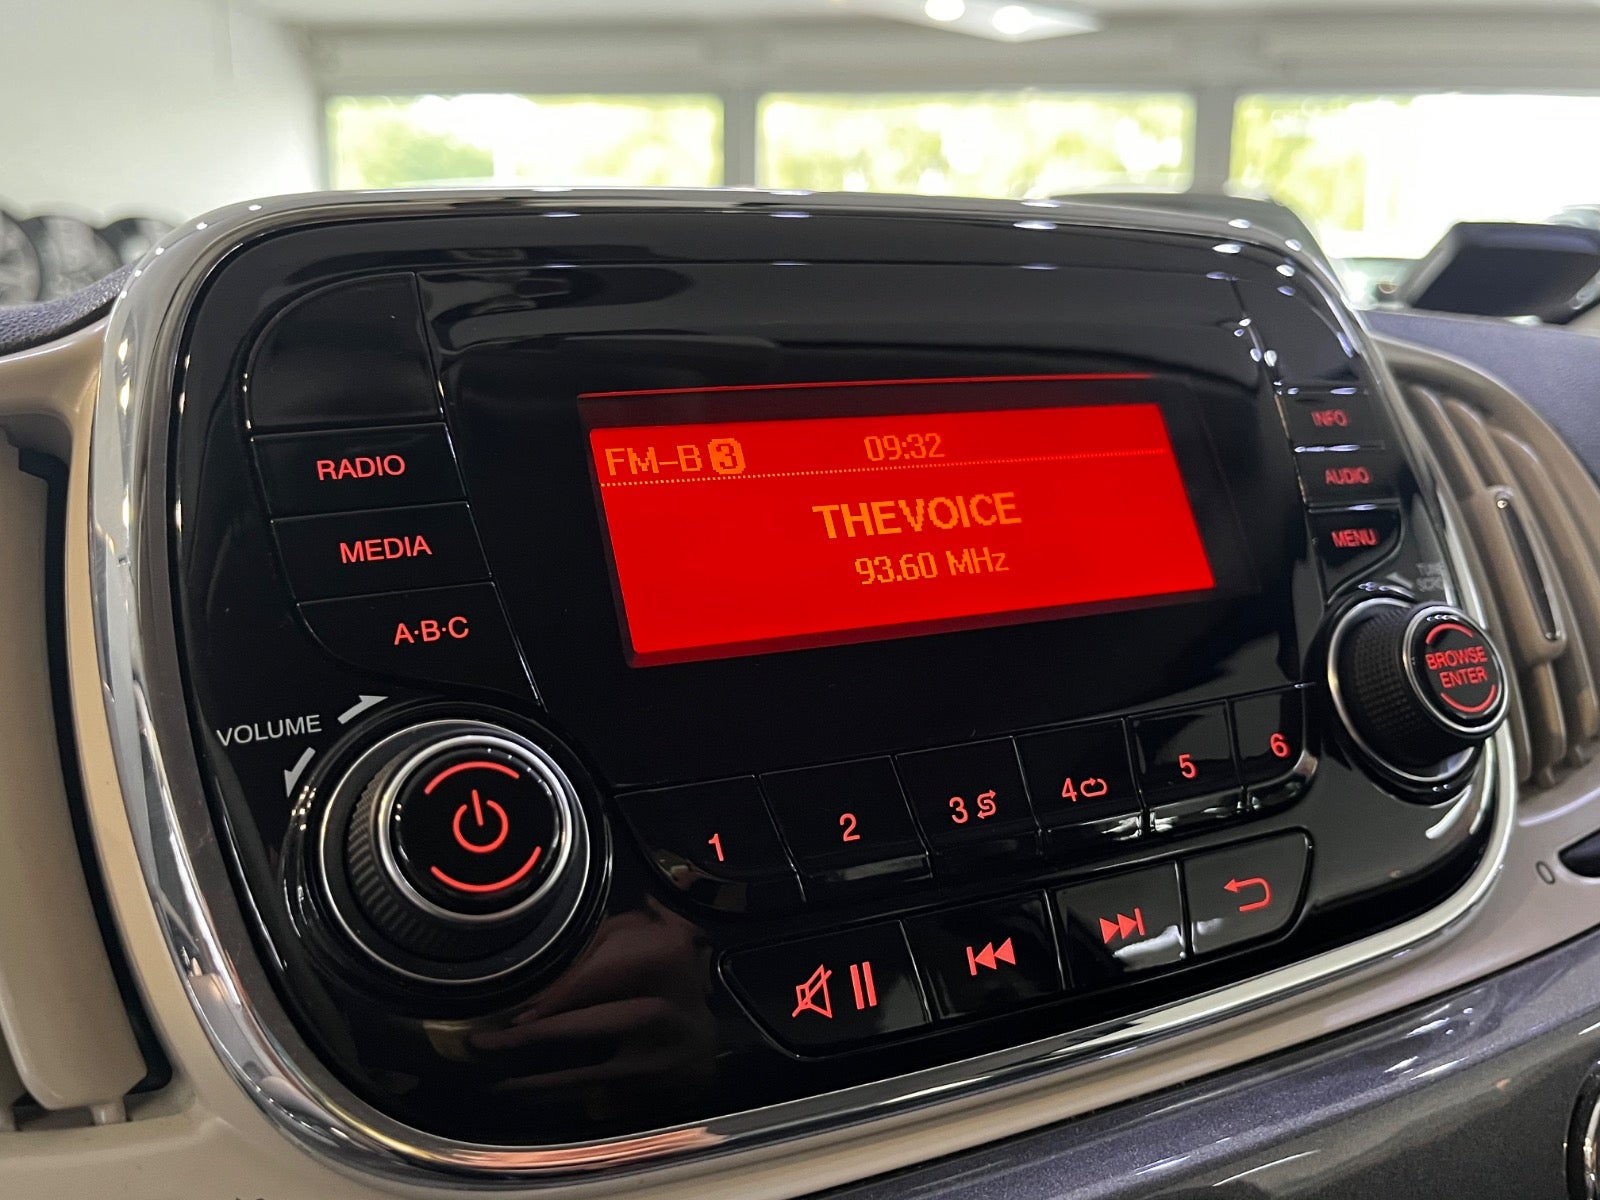 FM-B 3 09:32
THEVOICE
93.60 MHz
RADIO
MEDIA
A·B·C
VOLUME
INFO
AUDIO
MENU
BROWSE
ENTER
1 2 3 4 5 6
0